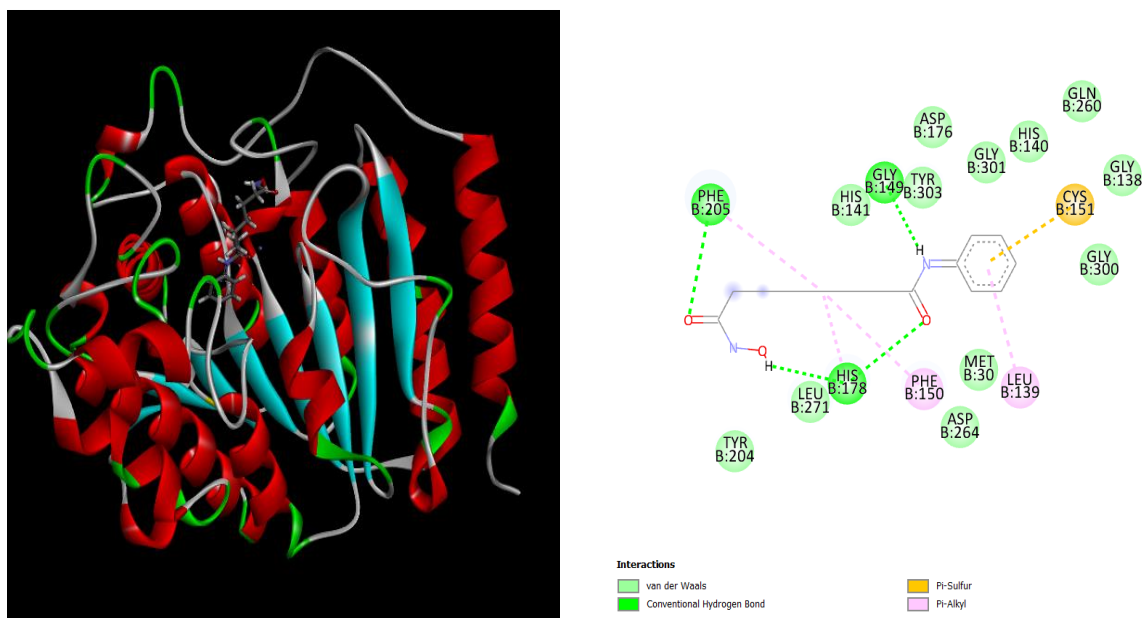 GLN
B:260
ASP
B:176
HIS
B:140
GLY
B:301
GLY
B:138
GLY
B:149
TYR
B:303
PHE
B:205
HIS
B:141
CYS
B:151
H
N
GLY
B:300
O
O
N
O
H
MET
B:30
HIS
B:178
PHE
B:150
LEU
B:139
LEU
B:271
ASP
B:264
TYR
B:204
Interactions
van der Waals
Conventional Hydrogen Bond
Pi-Sulfur
Pi-Alkyl